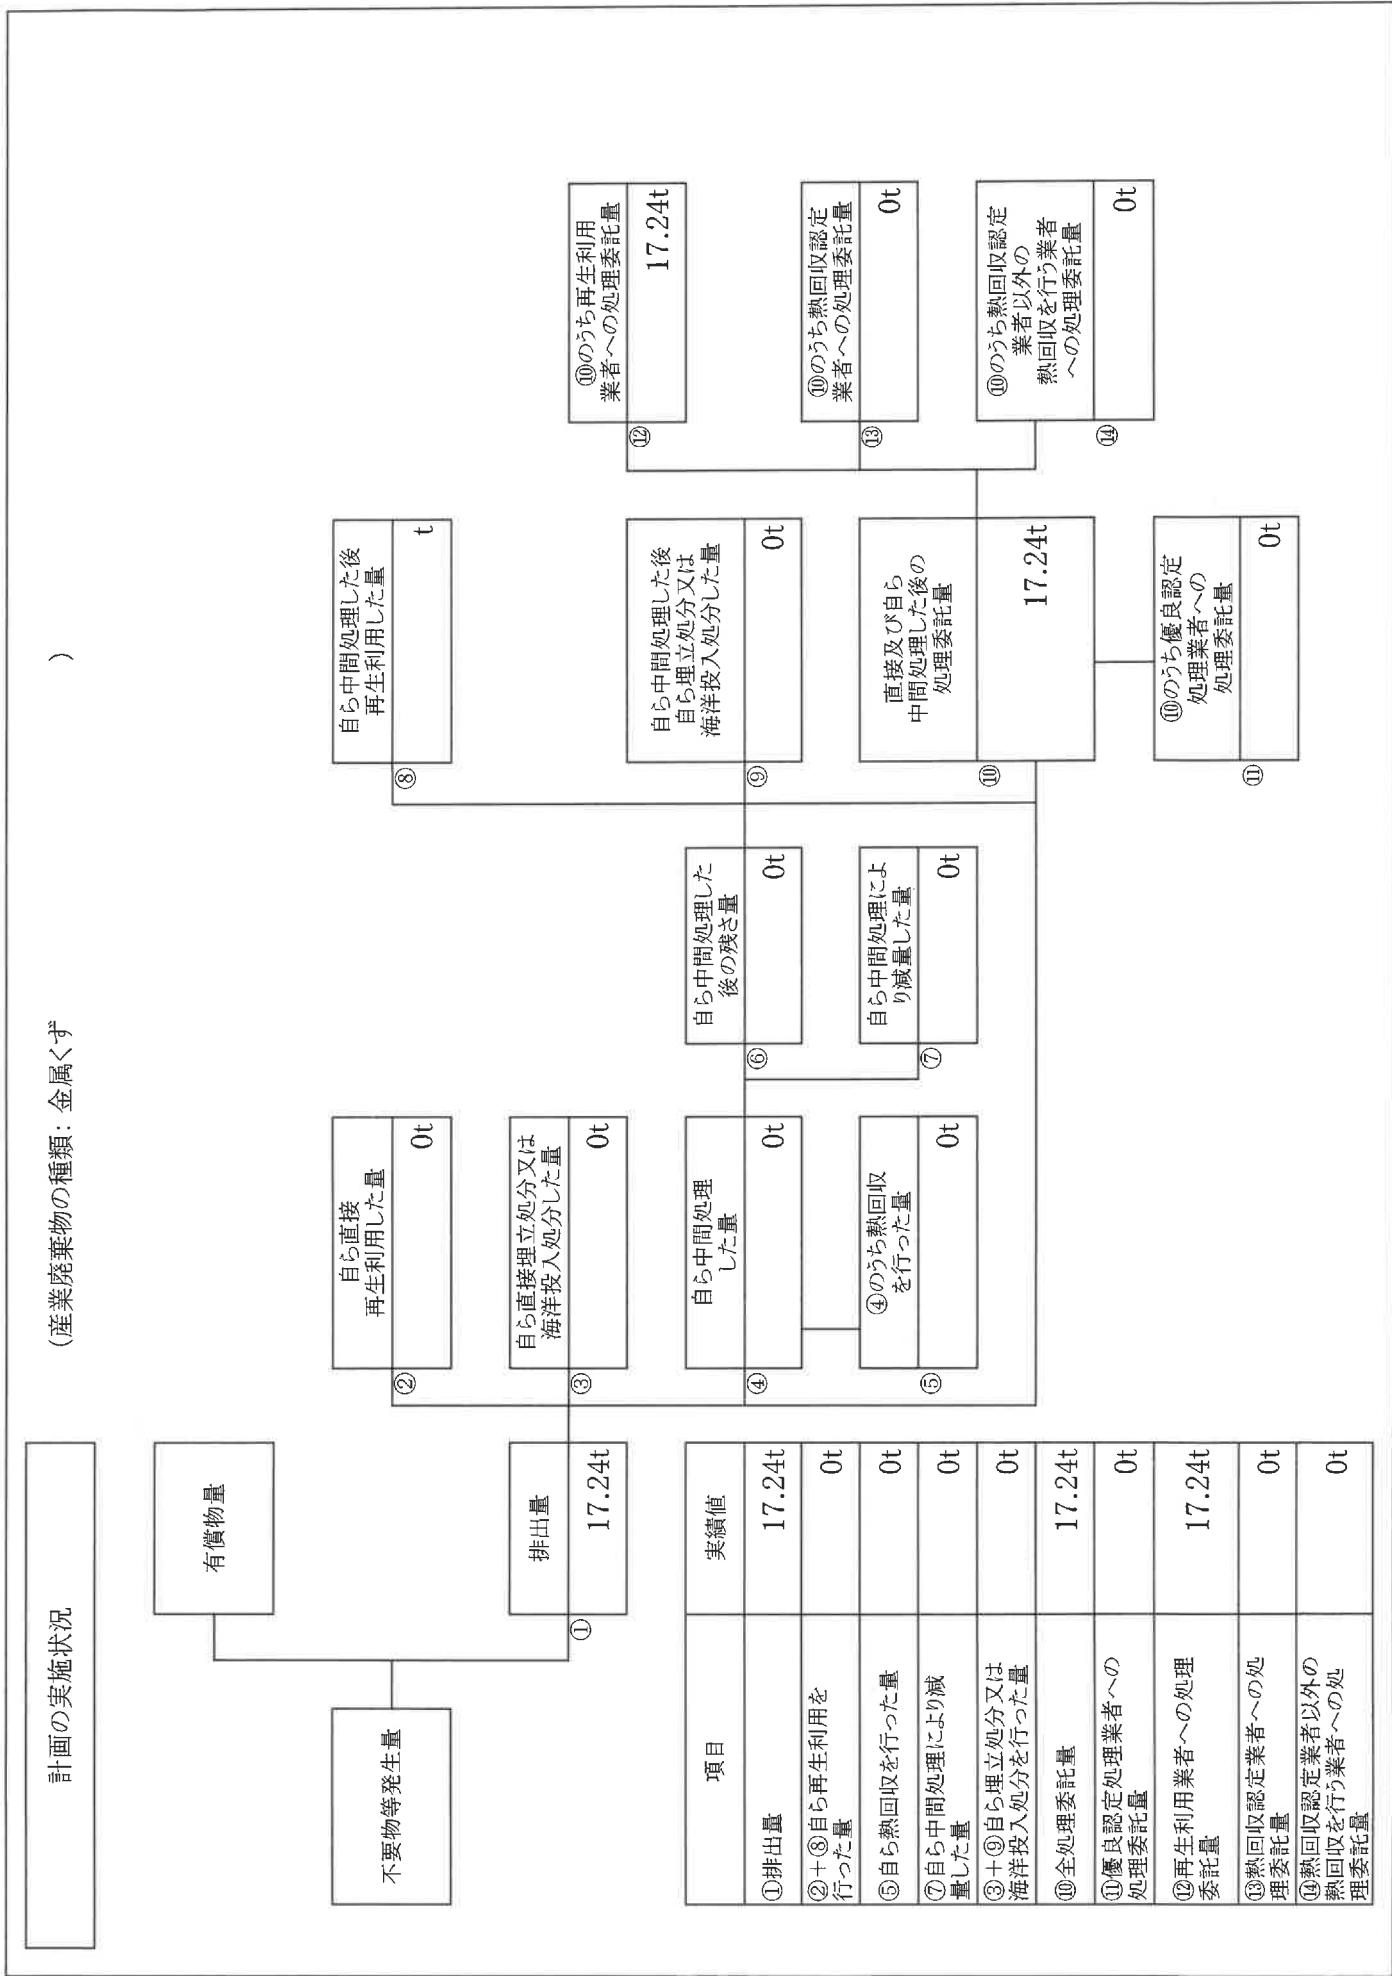 計画の実施状況
(産業廃棄物の種類：金属くず
)
不要物等発生量
有償物量
①
排出量
17.24t
②
自ら直接
再生利用した量
0t
③
自ら直接埋立処分又は
海洋投入処分した量
0t
④
自ら中間処理
した量
0t
⑤
④のうち熱回収
を行った量
0t
⑥
自ら中間処理した
後の残さ量
0t
⑦
自ら中間処理によ
り減量した量
0t
⑧
自ら中間処理した後
再生利用した量
t
⑨
自ら中間処理した後
自ら埋立処分又は
海洋投入処分した量
0t
⑩
直接及び自ら
中間処理した後の
処理委託量
17.24t
⑪
⑩のうち優良認定
処理業者への
処理委託量
0t
⑫
⑩のうち再生利用
業者への処理委託量
17.24t
⑬
⑩のうち熱回収認定
業者への処理委託量
0t
⑭
⑩のうち熱回収認定
業者以外の
熱回収を行う業者
への処理委託量
0t
項目
実績値
①排出量
17.24t
②＋⑧自ら再生利用を
行った量
0t
⑤自ら熱回収を行った量
0t
⑦自ら中間処理により減
量した量
0t
③＋⑨自ら埋立処分又は
海洋投入処分を行った量
0t
⑩全処理委託量
17.24t
⑪優良認定処理業者への
処理委託量
0t
⑫再生利用業者への処理
委託量
17.24t
⑬熱回収認定業者への処
理委託量
0t
⑭熱回収認定業者以外の
熱回収を行う業者への処
理委託量
0t